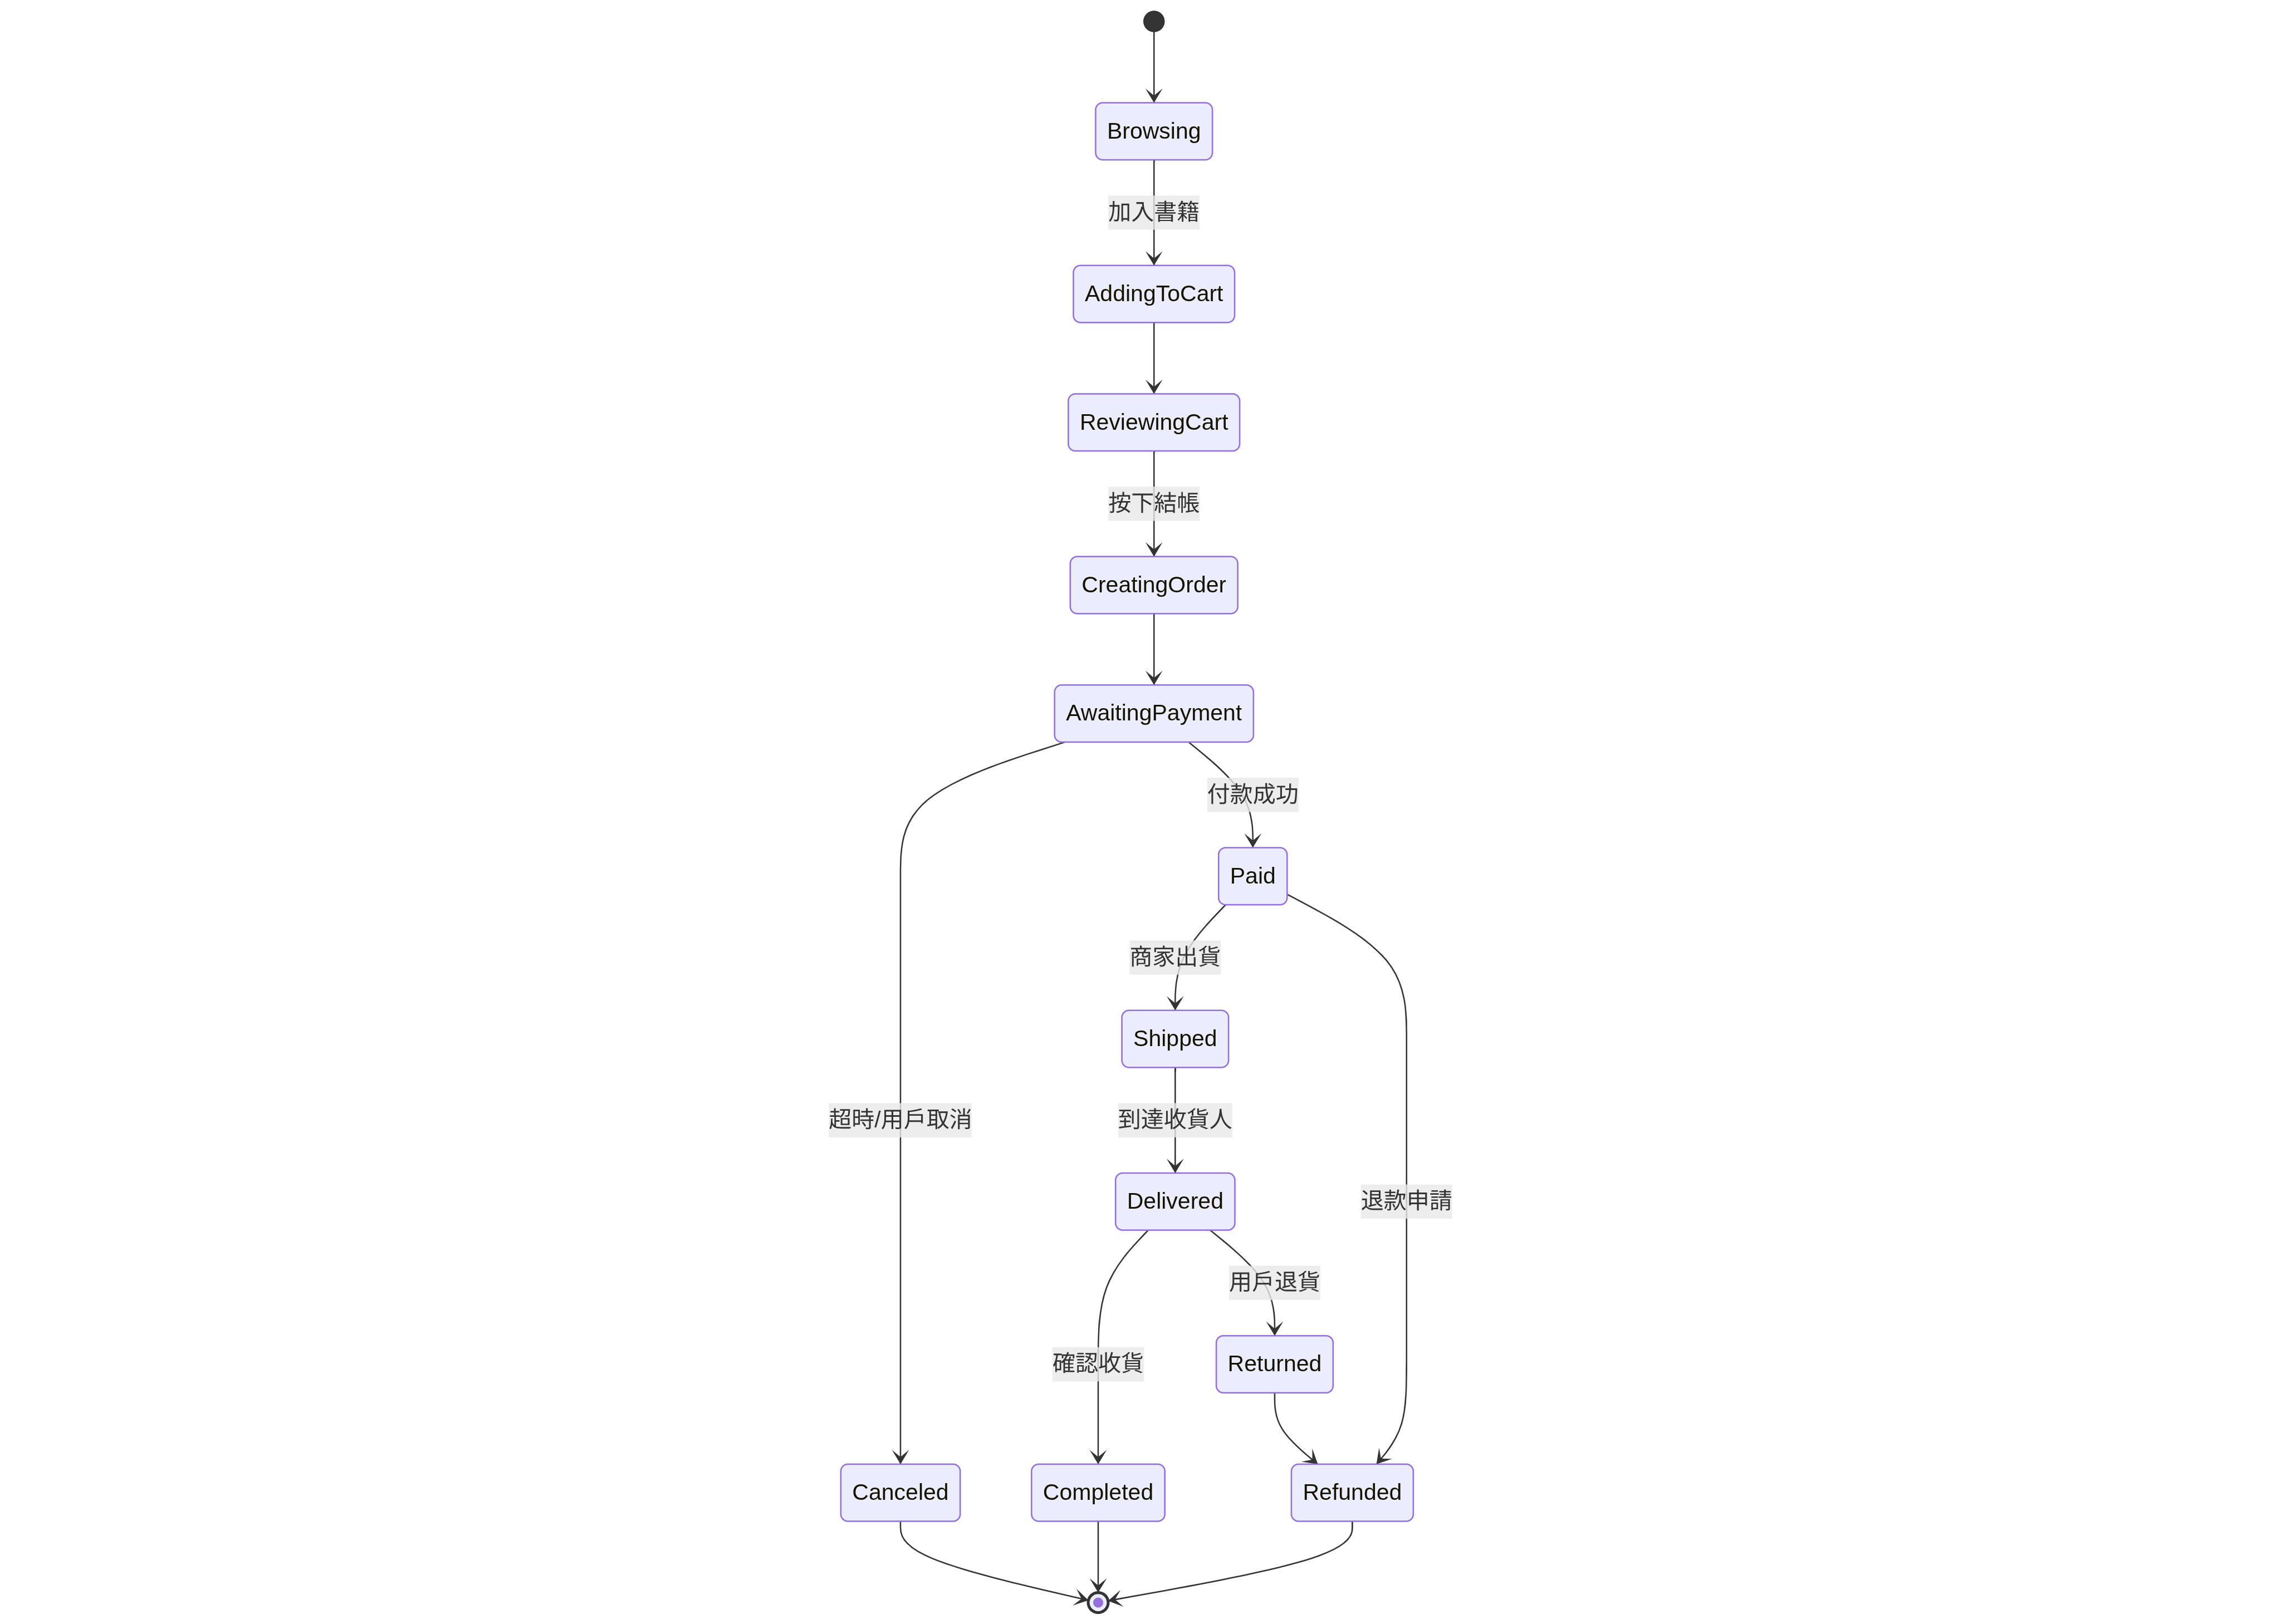 Browsing
加入書籍
AddingToCart
ReviewingCart
按下結帳
CreatingOrder
AwaitingPayment
付款成功
Paid
商家出貨
Shipped
超時/用戶取消
到達收貨人
Delivered
退款申請
用戶退貨
確認收貨
Returned
Canceled
Completed
Refunded